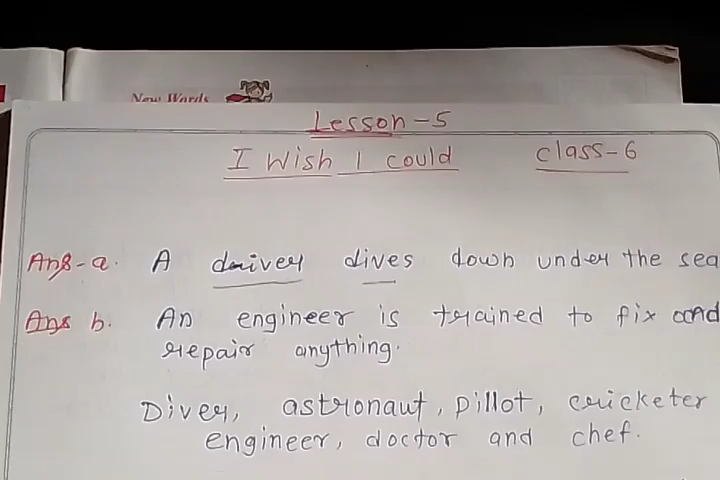 New Words
Lesson-5
I Wish I could class-6
Ans-a. A driver dives down under the sea
Ans b. An engineer is trained to fix and
repair anything.
Diver, astronaut, pillot, cricketer
engineer, doctor and chef.